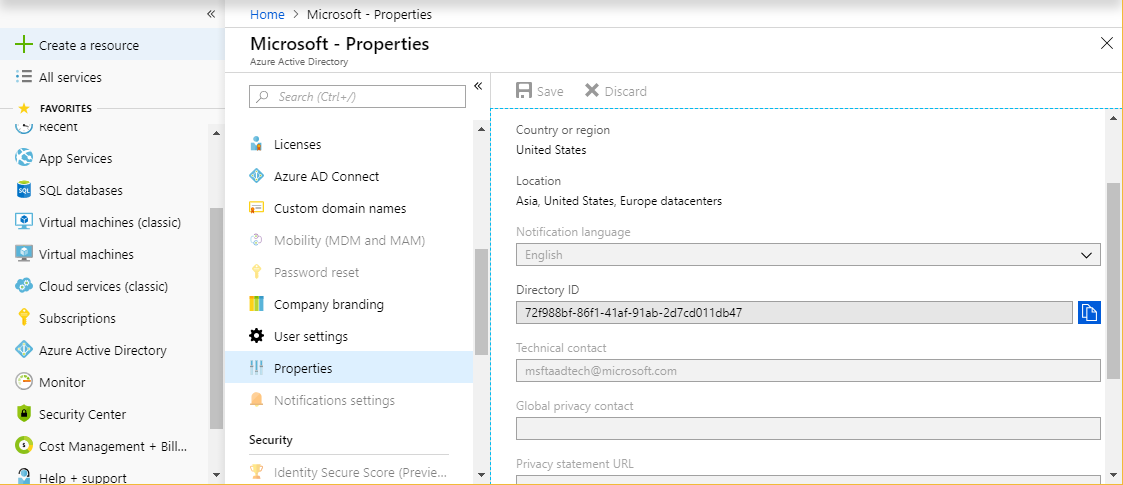 «
Create a resource
All services
FAVORITES
Recent
App Services
SQL databases
Virtual machines (classic)
Virtual machines
Cloud services (classic)
Subscriptions
Azure Active Directory
Monitor
Security Center
Cost Management + Bill...
Help + support
Home > Microsoft - Properties
Microsoft - Properties
Azure Active Directory
Search (Ctrl+/)
«
Licenses
Azure AD Connect
Custom domain names
Mobility (MDM and MAM)
Password reset
Company branding
User settings
Properties
Notifications settings
Security
Identity Secure Score (Previe...
Save Discard
Country or region
United States
Location
Asia, United States, Europe datacenters
Notification language
English
Directory ID
72f988bf-86f1-41af-91ab-2d7cd011db47
Technical contact
msftaadtech@microsoft.com
Global privacy contact
Privacy statement URL